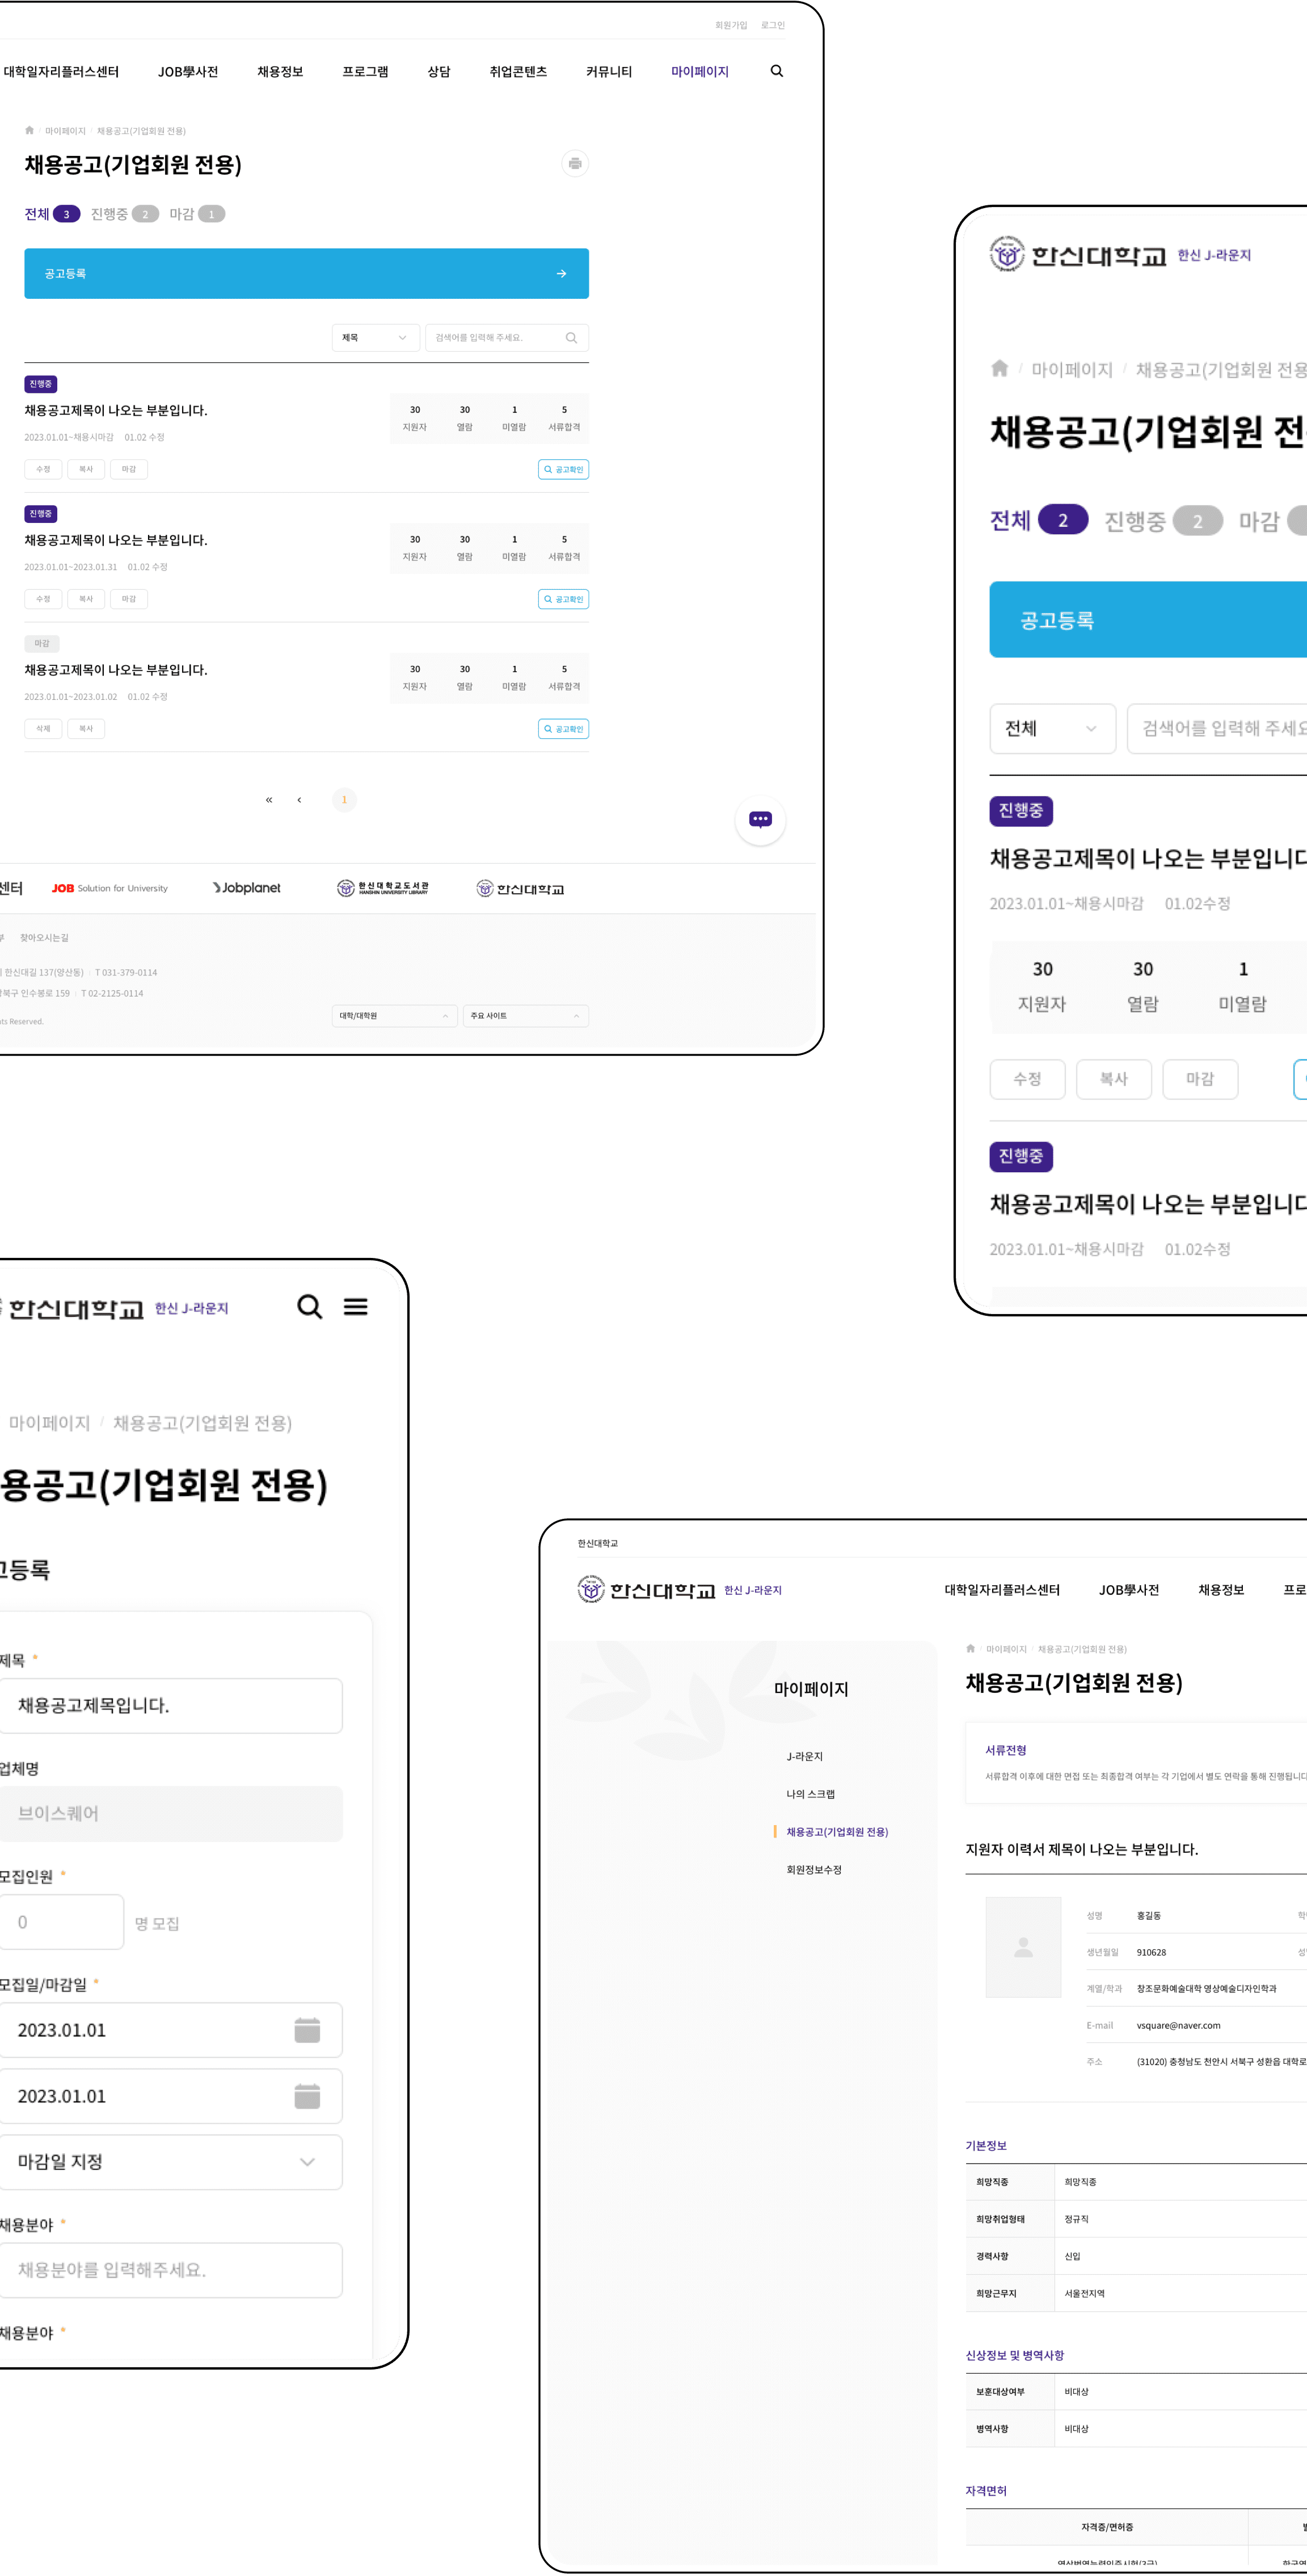 회원가입 로그인
대학일자리플러스센터 JOB學사전 채용정보 프로그램 상담 취업콘텐츠 커뮤니티 마이페이지
마이페이지 / 채용공고(기업회원 전용)
채용공고(기업회원 전용)
전체 3 진행중 2 마감 1
공고등록
제목 검색어를 입력해 주세요.
진행중
채용공고제목이 나오는 부분입니다.
30 30 1 5
지원자 열람 미열람 서류합격
2023.01.01~채용시마감 01.02 수정
수정 복사 마감 공고확인
진행중
채용공고제목이 나오는 부분입니다.
30 30 1 5
지원자 열람 미열람 서류합격
2023.01.01~2023.01.31 01.02 수정
수정 복사 마감 공고확인
마감
채용공고제목이 나오는 부분입니다.
30 30 1 5
지원자 열람 미열람 서류합격
2023.01.01~2023.01.02 01.02 수정
삭제 복사 공고확인
« ‹ 1
센터 JOB Solution for University Jobplanet 한신대학교도서관 HANSHIN UNIVERSITY LIBRARY 한신대학교
찾아오시는길
한신대길 137(양산동) T 031-379-0114
북구 인수봉로 159 T 02-2125-0114
Reserved.
대학/대학원 주요 사이트
한신대학교 한신 J-라운지
/ 마이페이지 / 채용공고(기업회원 전용
채용공고(기업회원 전
전체 2 진행중 2 마감
공고등록
전체 검색어를 입력해 주세요
진행중
채용공고제목이 나오는 부분입니다
2023.01.01~채용시마감 01.02수정
30 30 1
지원자 열람 미열람
수정 복사 마감
진행중
채용공고제목이 나오는 부분입니다
2023.01.01~채용시마감 01.02수정
한신대학교 한신 J-라운지
마이페이지 / 채용공고(기업회원 전용)
용공고(기업회원 전용)
등록
제목 *
채용공고제목입니다.
업체명
브이스퀘어
모집인원 *
0 명 모집
모집일/마감일 *
2023.01.01
2023.01.01
마감일 지정
채용분야 *
채용분야를 입력해주세요.
채용분야 *
한신대학교
한신대학교 한신 J-라운지 대학일자리플러스센터 JOB學사전 채용정보 프로
마이페이지
J-라운지
나의 스크랩
채용공고(기업회원 전용)
회원정보수정
마이페이지 / 채용공고(기업회원 전용)
채용공고(기업회원 전용)
서류전형
서류합격 이후에 대한 면접 또는 최종합격 여부는 각 기업에서 별도 연락을 통해 진행됩니다
지원자 이력서 제목이 나오는 부분입니다.
성명 홍길동
생년월일 910628
계열/학과 창조문화예술대학 영상예술디자인학과
E-mail vsquare@naver.com
주소 (31020) 충청남도 천안시 서북구 성환읍 대학로
기본정보
희망직종 희망직종
희망취업형태 정규직
경력사항 신입
희망근무지 서울전지역
신상정보 및 병역사항
보훈대상여부 비대상
병역사항 비대상
자격면허
자격증/면허증